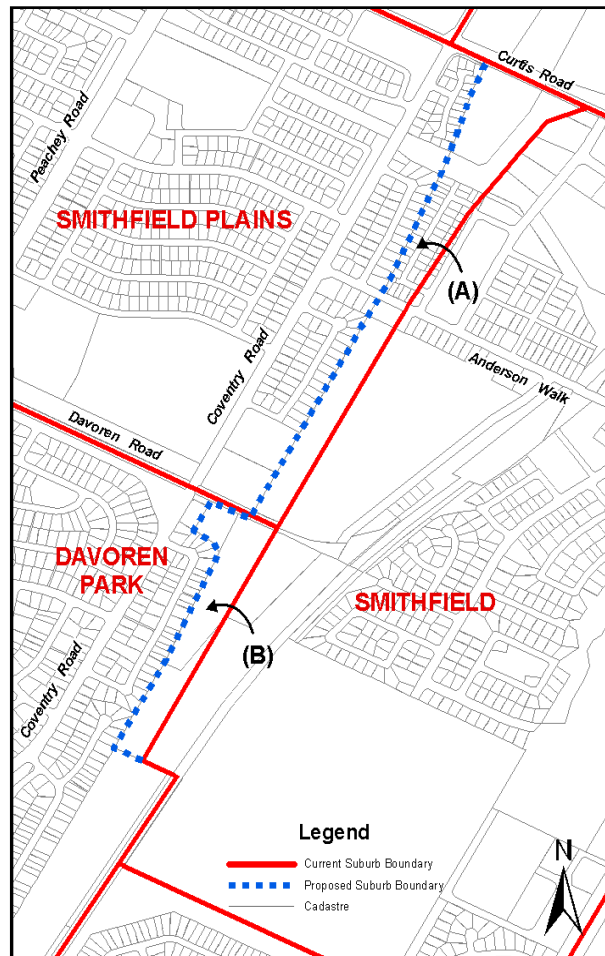 Curtis Road
Peachey Road
SMITHFIELD PLAINS
(A)
Anderson Walk
Coventry Road
Davoren Road
DAVOREN
PARK
SMITHFIELD
(B)
Coventry Road
Legend
Current Suburb Boundary
Proposed Suburb Boundary
Cadastre
N